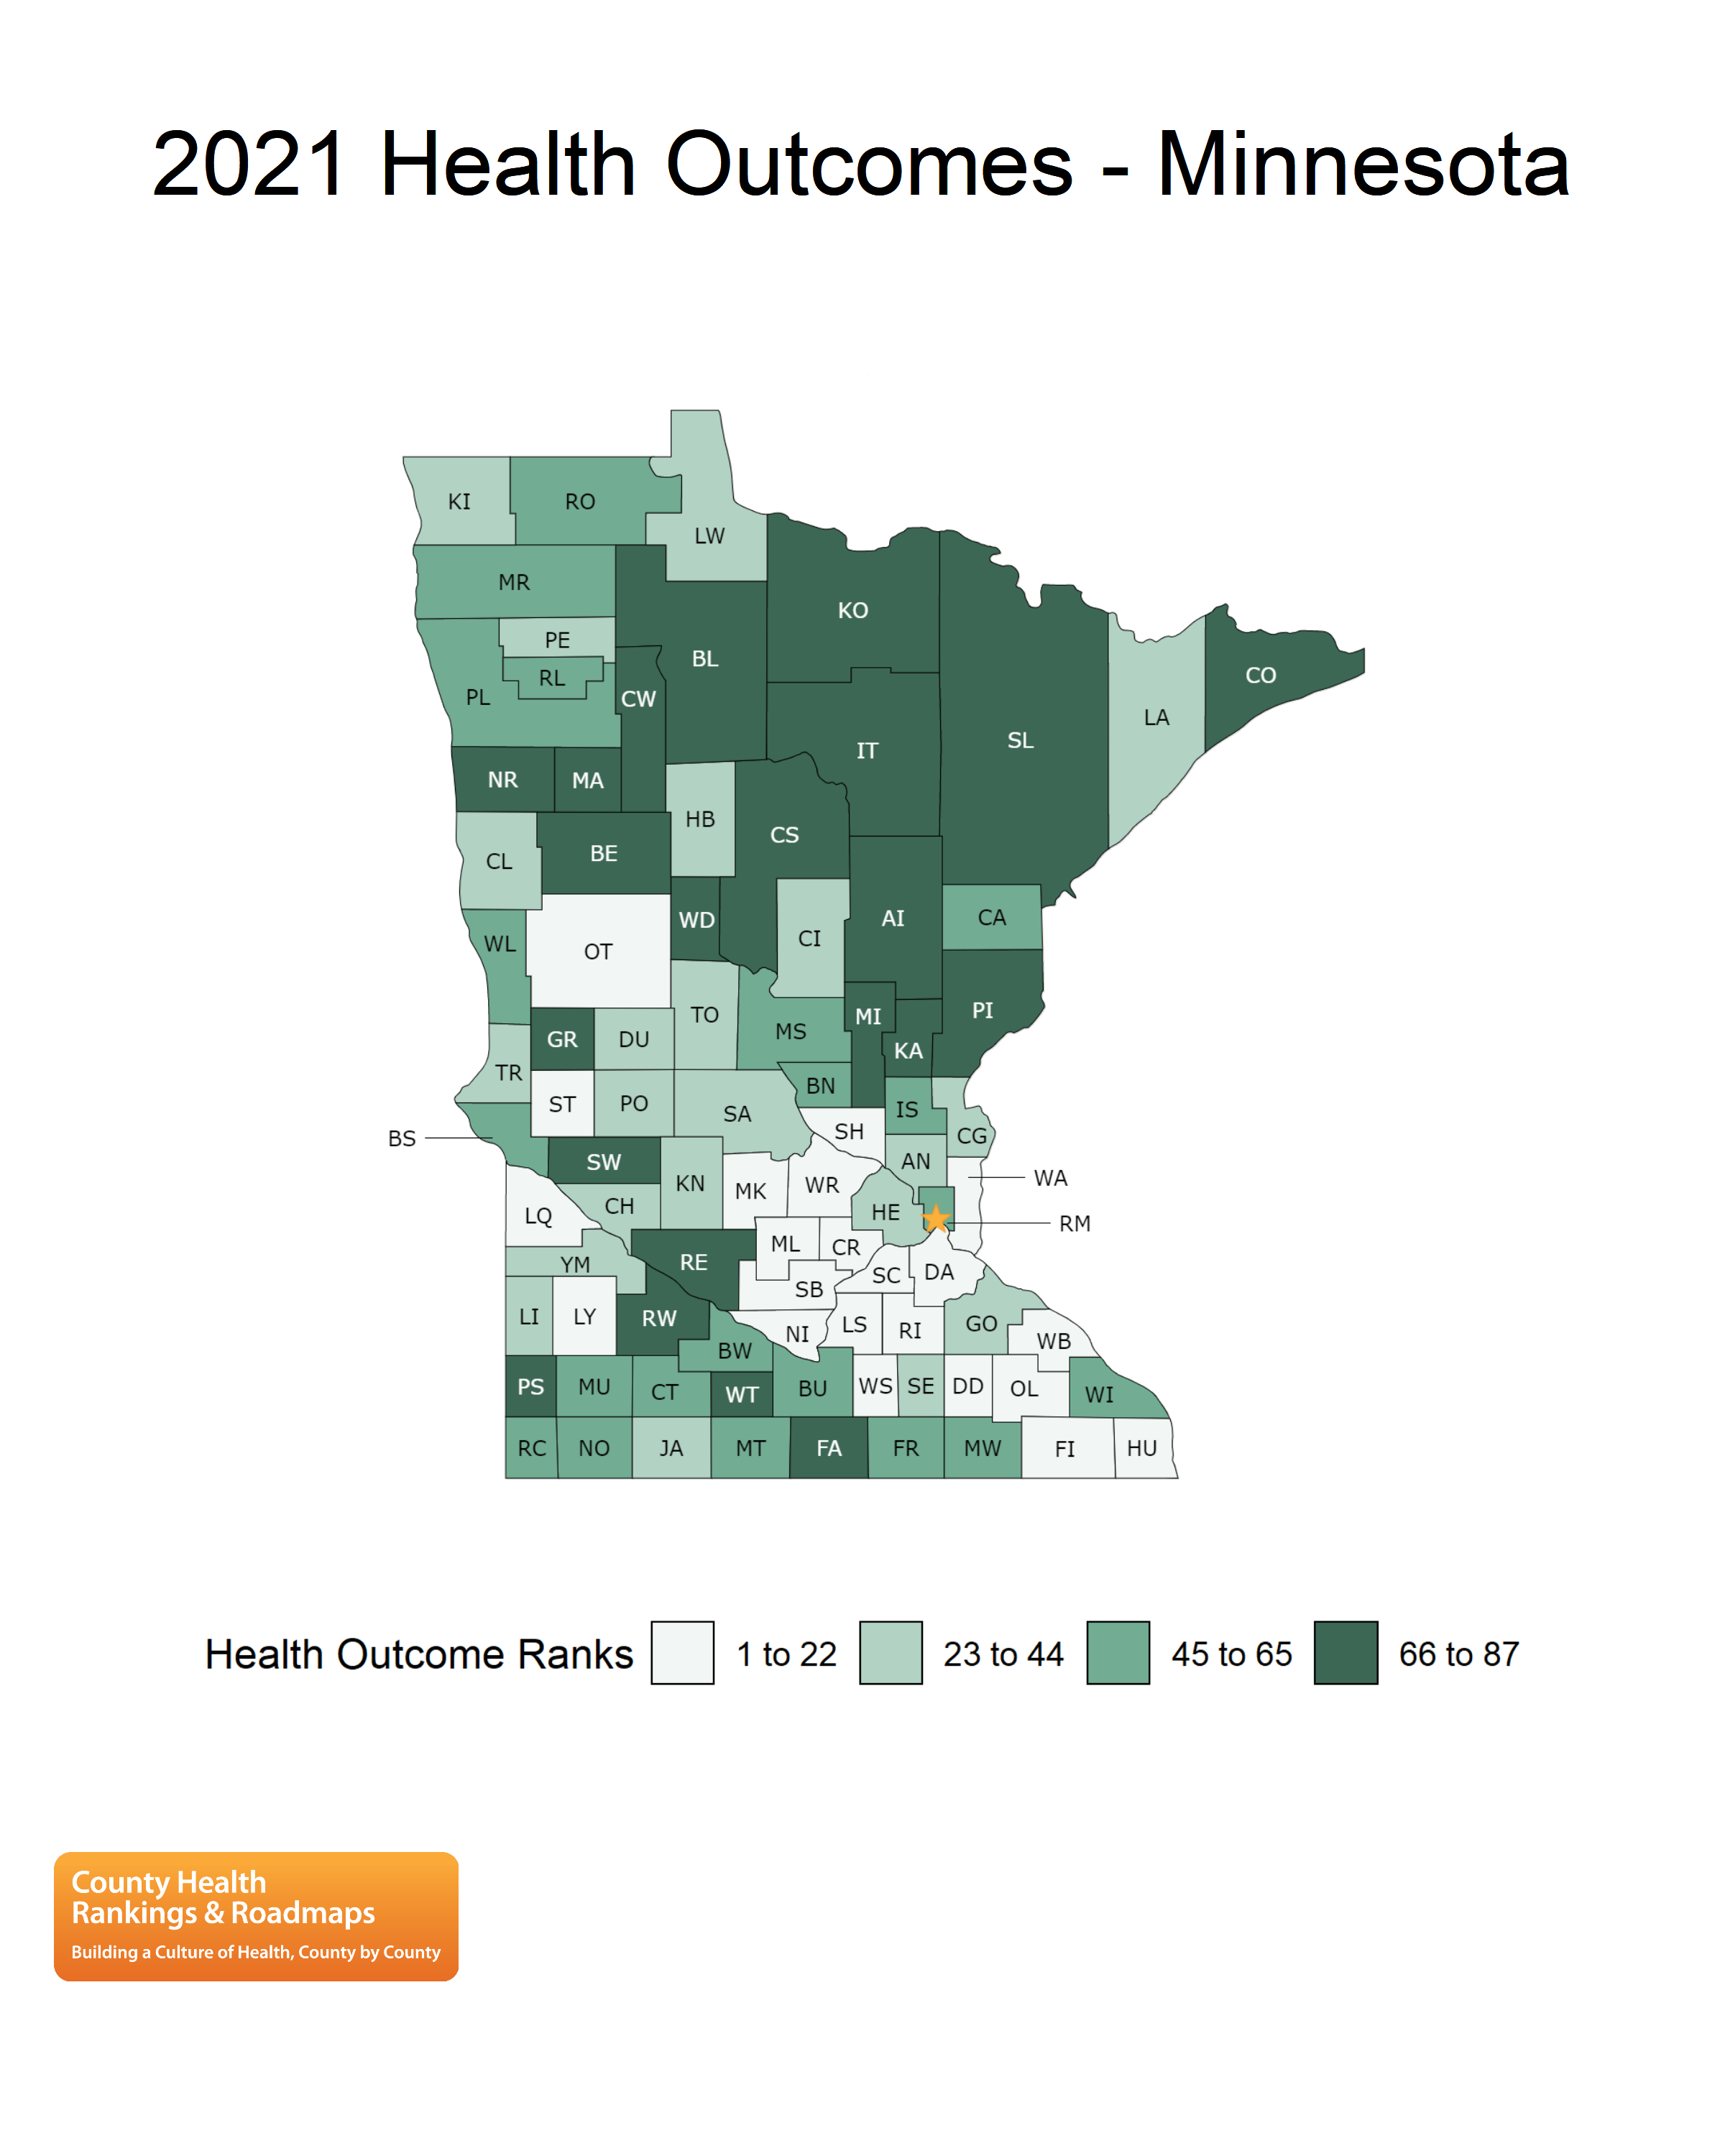 2021 Health Outcomes - Minnesota
KI
RO
LW
MR
KO
PE
BL
RL
CO
PL
CW
LA
SL
IT
NR
MA
HB
CS
BE
CL
WD
AI
CA
CI
WL
OT
PI
TO
MI
MS
GR
DU
KA
TR
BN
ST
PO
IS
SA
SH
CG
BS
SW
AN
WA
KN
WR
MK
CH
HE
LQ
RM
ML
CR
RE
YM
SC
DA
SB
LI
LY
RW
LS
GO
RI
NI
WB
BW
PS
MU
WS
SE
DD
BU
OL
CT
WT
WI
RC
NO
JA
MT
FA
FR
MW
FI
HU
Health Outcome Ranks 1 to 22 23 to 44 45 to 65 66 to 87
County Health
Rankings & Roadmaps
Building a Culture of Health, County by County